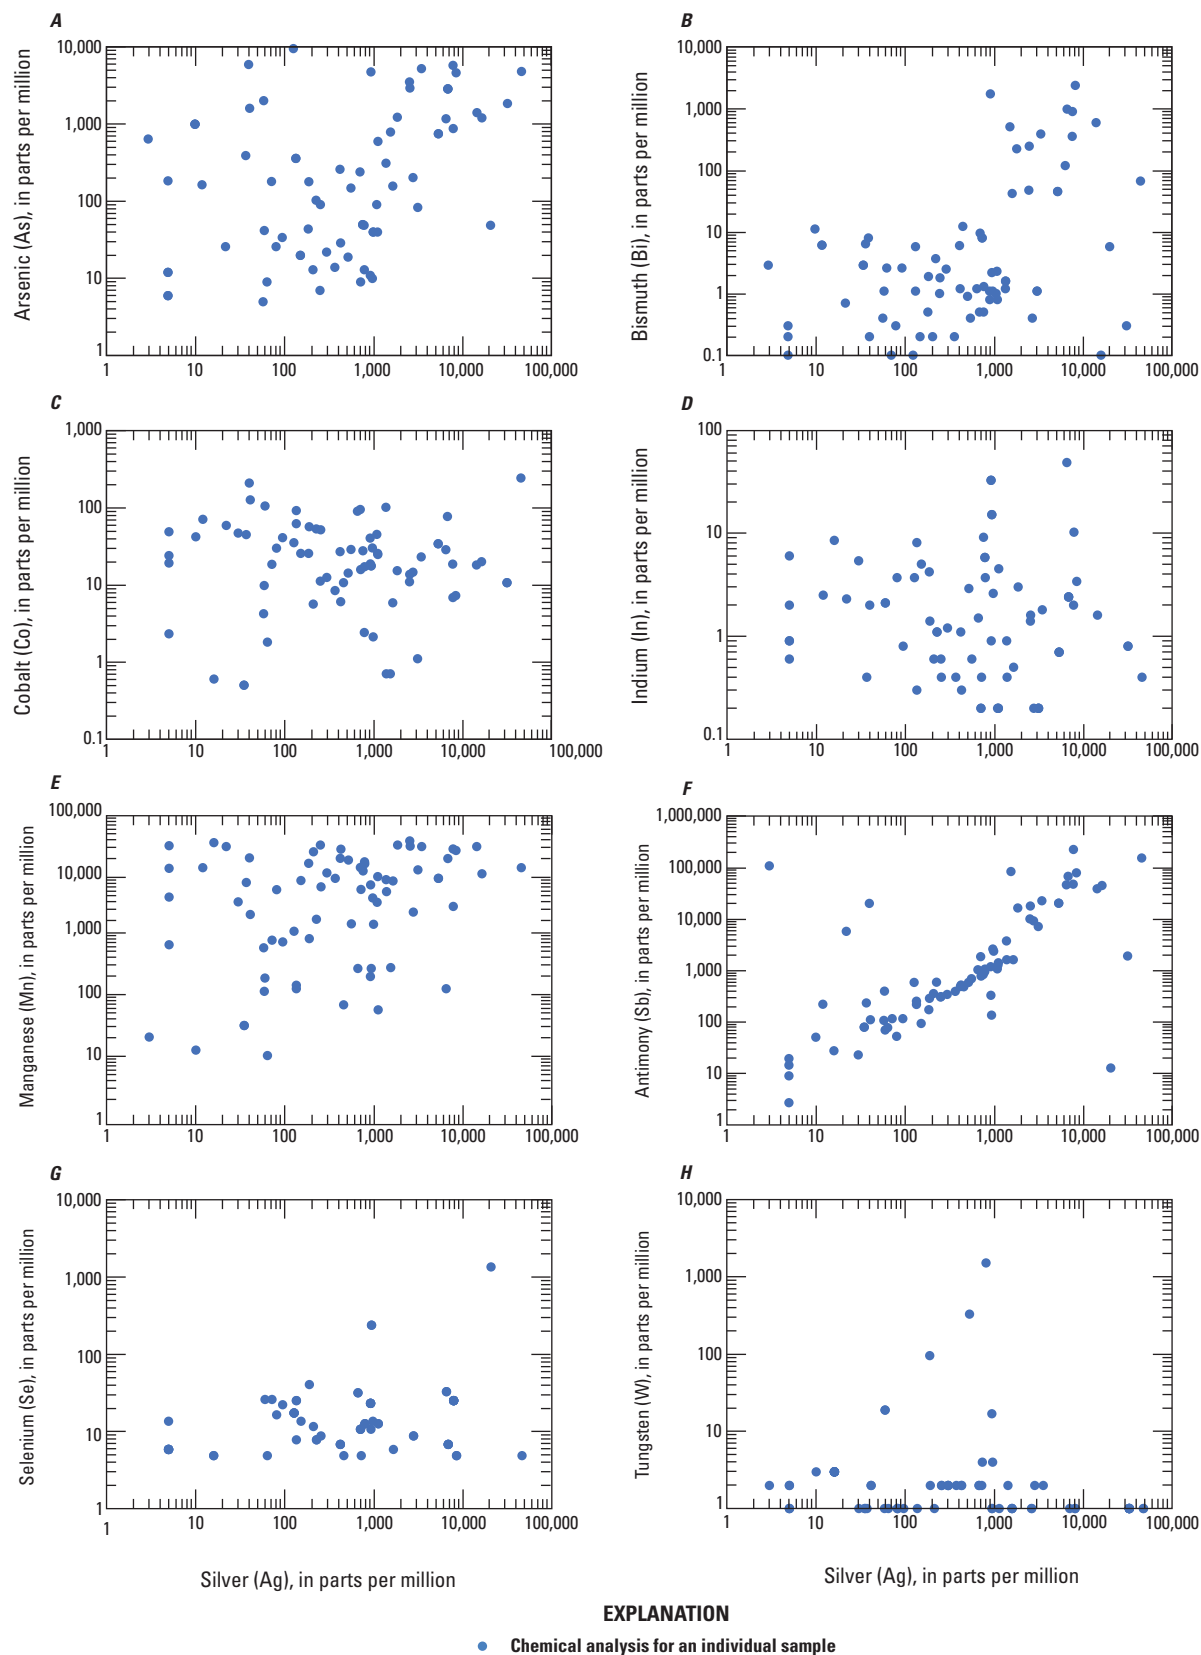 A
B
Arsenic (As), in parts per million
10,000
1,000
100
10
1
1 10 100 1,000 10,000 100,000
Bismuth (Bi), in parts per million
10,000
1,000
100
10
1
0.1
1 10 100 1,000 10,000 100,000
C
D
Cobalt (Co), in parts per million
1,000
100
10
1
0.1
1 10 100 1,000 10,000 100,000
Indium (In), in parts per million
100
10
1
0.1
1 10 100 1,000 10,000 100,000
E
F
Manganese (Mn), in parts per million
100,000
10,000
1,000
100
10
1
1 10 100 1,000 10,000 100,000
Antimony (Sb), in parts per million
1,000,000
100,000
10,000
1,000
100
10
1
1 10 100 1,000 10,000 100,000
G
H
Selenium (Se), in parts per million
10,000
1,000
100
10
1
1 10 100 1,000 10,000 100,000
Silver (Ag), in parts per million
Tungsten (W), in parts per million
10,000
1,000
100
10
1
1 10 100 1,000 10,000 100,000
Silver (Ag), in parts per million
EXPLANATION
Chemical analysis for an individual sample